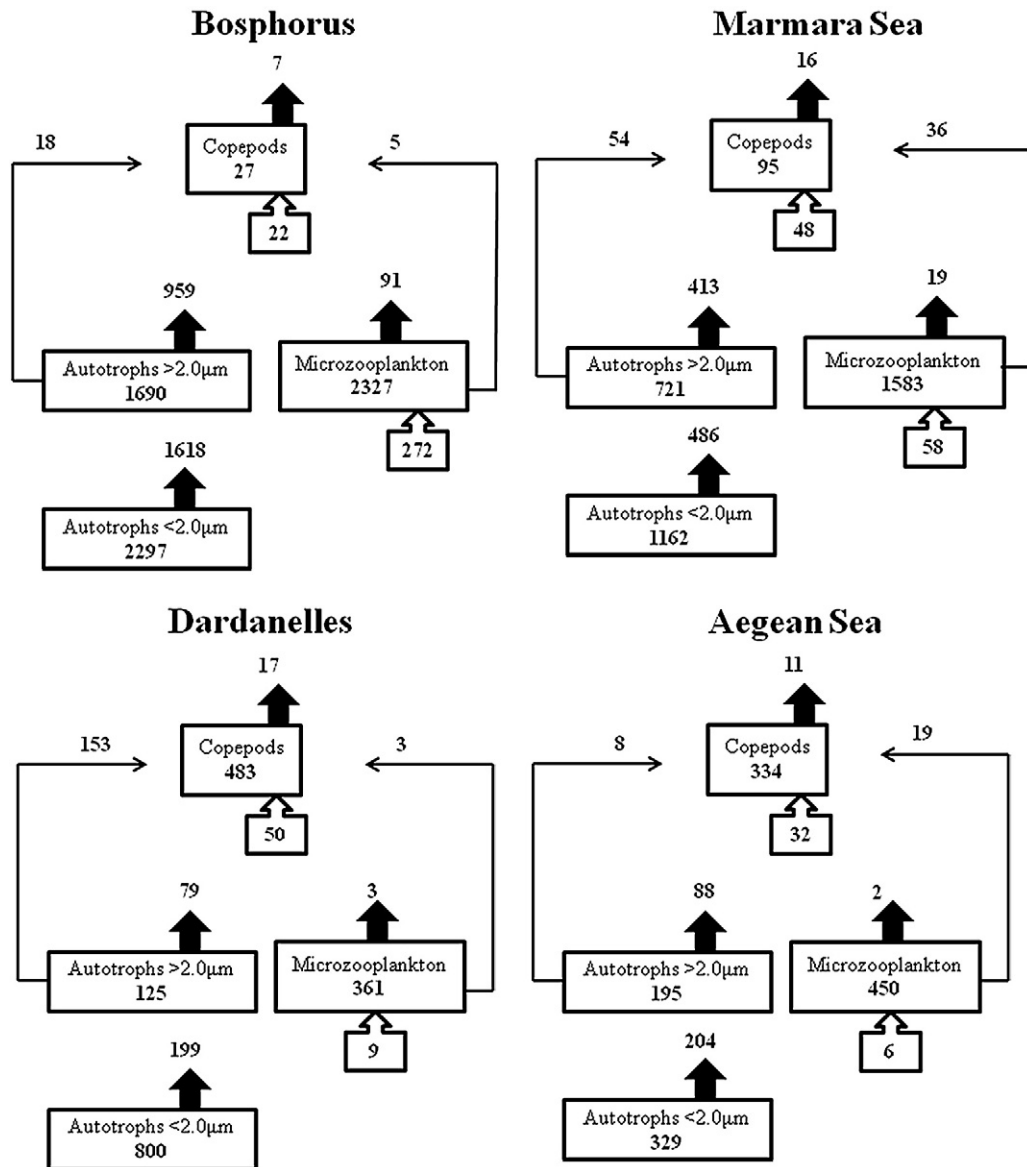 Bosphorus
7
18
5
Copepods
27
22
959
91
Autotrophs >2.0μm
1690
Microzooplankton
2327
272
1618
Autotrophs <2.0μm
2297
Marmara Sea
16
54
36
Copepods
95
48
413
19
Autotrophs >2.0μm
721
Microzooplankton
1583
58
486
Autotrophs <2.0μm
1162
Dardanelles
17
153
3
Copepods
483
50
79
3
Autotrophs >2.0μm
125
Microzooplankton
361
9
199
Autotrophs <2.0μm
800
Aegean Sea
11
8
19
Copepods
334
32
88
2
Autotrophs >2.0μm
195
Microzooplankton
450
6
204
Autotrophs <2.0μm
329